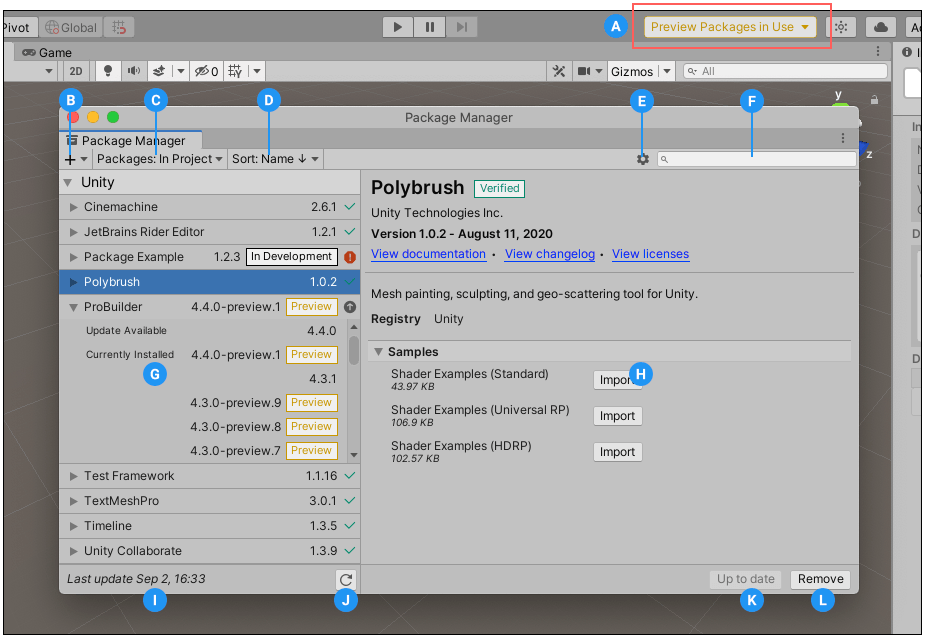 Pivot Global A Preview Packages in Use Ac
Game
2D 0 Gizmos All
B C D E F y
Package Manager
z
Package Manager
+ Packages: In Project Sort: Name ↓
Unity
Cinemachine 2.6.1
JetBrains Rider Editor 1.2.1
Package Example 1.2.3 In Development
Polybrush 1.0.2
ProBuilder 4.4.0-preview.1 Preview
Update Available 4.4.0
Currently Installed 4.4.0-preview.1 Preview
G 4.3.1
4.3.0-preview.9 Preview
4.3.0-preview.8 Preview
4.3.0-preview.7 Preview
Test Framework 1.1.16
TextMeshPro 3.0.1
Timeline 1.3.5
Unity Collaborate 1.3.9
Last update Sep 2, 16:33
I J
Polybrush Verified
Unity Technologies Inc.
Version 1.0.2 - August 11, 2020
View documentation • View changelog • View licenses
Mesh painting, sculpting, and geo-scattering tool for Unity.
Registry Unity
Samples
Shader Examples (Standard) Import H
43.97 KB
Shader Examples (Universal RP) Import
106.9 KB
Shader Examples (HDRP) Import
102.57 KB
Up to date Remove
K L